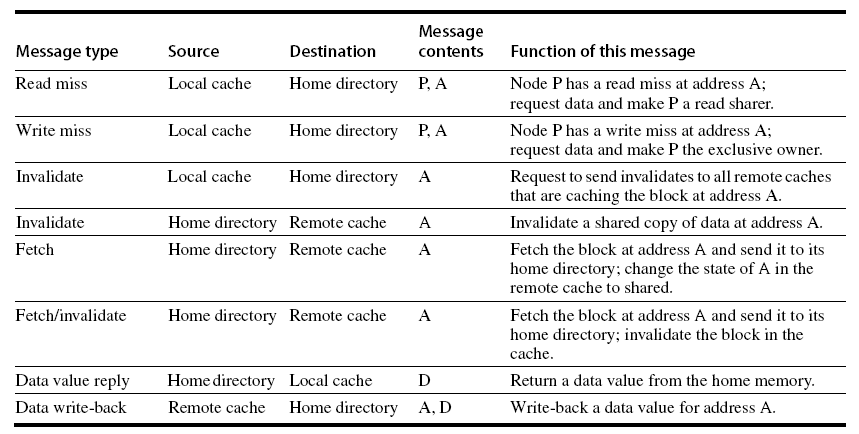 Message type Source Destination Message contents Function of this message
Read miss Local cache Home directory P, A Node P has a read miss at address A;
request data and make P a read sharer.
Write miss Local cache Home directory P, A Node P has a write miss at address A;
request data and make P the exclusive owner.
Invalidate Local cache Home directory A Request to send invalidates to all remote caches
that are caching the block at address A.
Invalidate Home directory Remote cache A Invalidate a shared copy of data at address A.
Fetch Home directory Remote cache A Fetch the block at address A and send it to its
home directory; change the state of A in the
remote cache to shared.
Fetch/invalidate Home directory Remote cache A Fetch the block at address A and send it to its
home directory; invalidate the block in the
cache.
Data value reply Home directory Local cache D Return a data value from the home memory.
Data write-back Remote cache Home directory A, D Write-back a data value for address A.